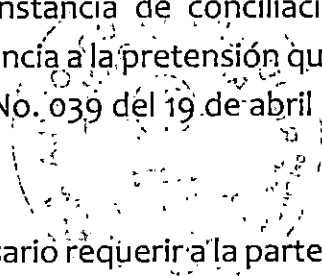 nstancia de conciliaci
ncia a la pretensión qu
No. 039 del 19 de abril
sario requerir a la parte